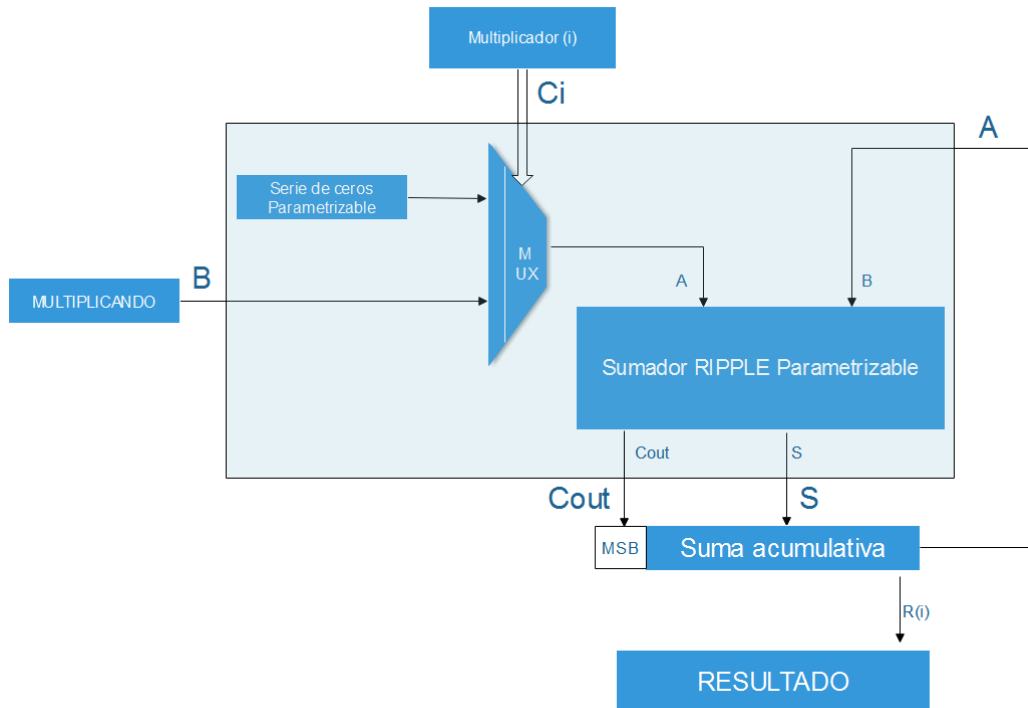 Multiplicador (i)
Ci
A
Serie de ceros
Parametrizable
M
UX
B
MULTIPLICANDO
A
B
Sumador RIPPLE Parametrizable
Cout
S
Cout
S
MSB
Suma acumulativa
R(i)
RESULTADO